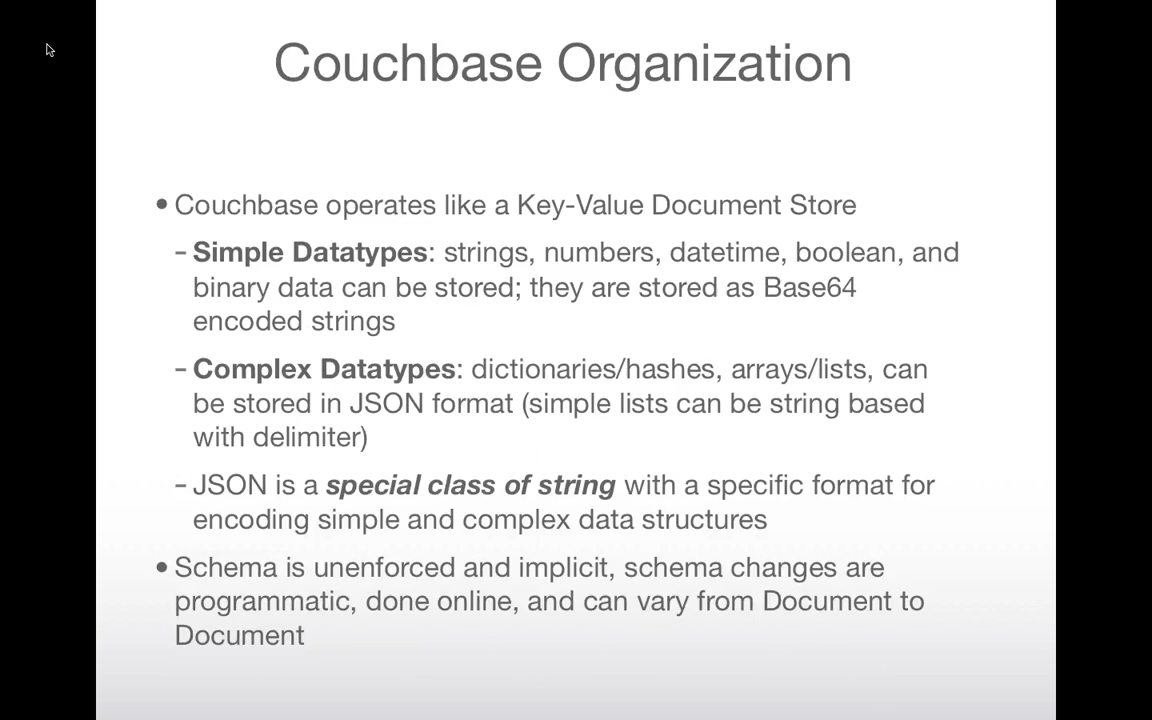 Couchbase Organization
• Couchbase operates like a Key-Value Document Store
- Simple Datatypes: strings, numbers, datetime, boolean, and
binary data can be stored; they are stored as Base64
encoded strings
- Complex Datatypes: dictionaries/hashes, arrays/lists, can
be stored in JSON format (simple lists can be string based
with delimiter)
- JSON is a special class of string with a specific format for
encoding simple and complex data structures
• Schema is unenforced and implicit, schema changes are
programmatic, done online, and can vary from Document to
Document